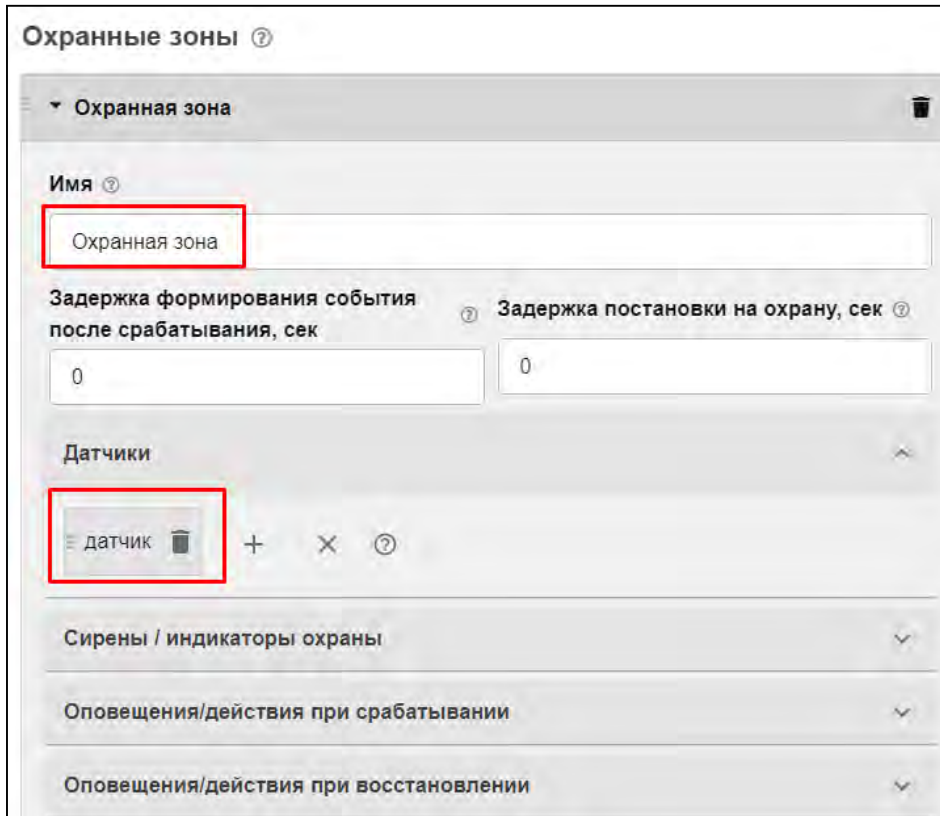 Охранные зоны
Охранная зона
Имя
Охранная зона
Задержка формирования события
после срабатывания, сек
Задержка постановки на охрану, сек
0
0
Датчики
датчик
Сирены / индикаторы охраны
Оповещения/действия при срабатывании
Оповещения/действия при восстановлении